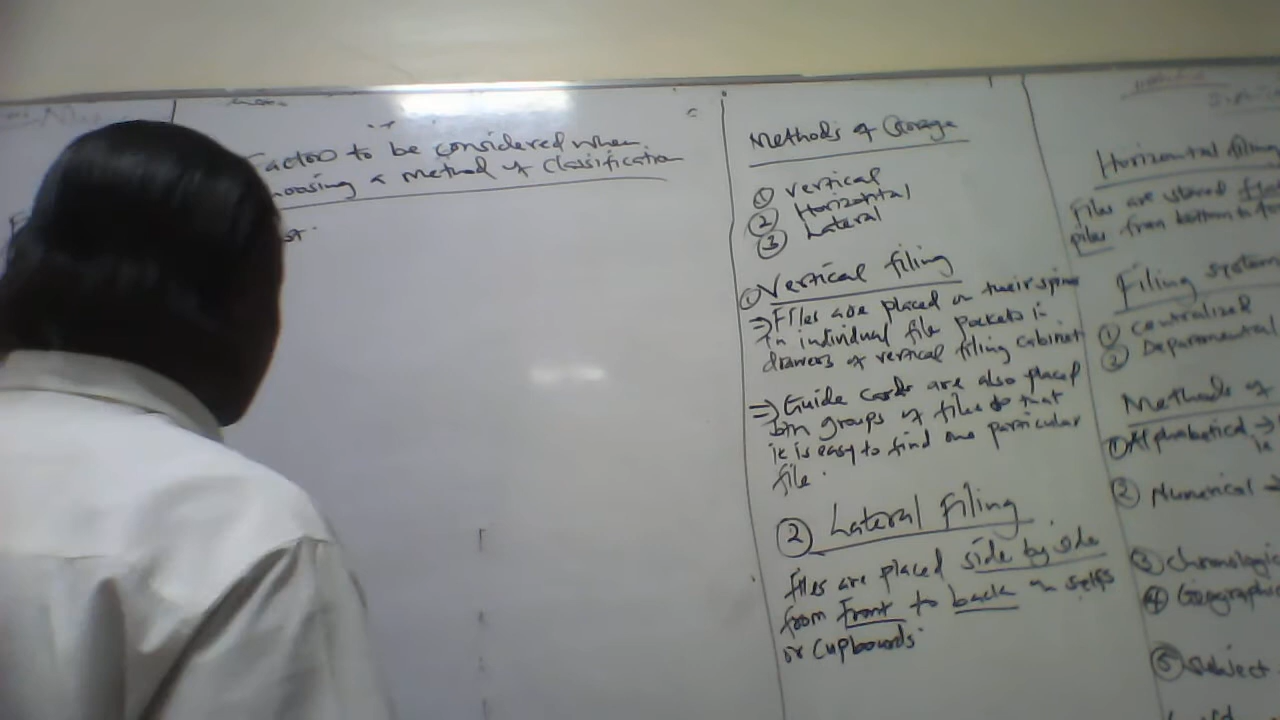 Factors to be considered when
choosing a method of classification
Methods of Storage
① Vertical
② Horizontal
③ Lateral
① Vertical filing
⇒ Files are placed on their spine
in individual file pockets in
drawers of vertical filing cabinet
⇒ Guide cards are also placed
btn groups of files so that
it is easy to find one particular
file.
② Lateral Filing
files are placed side by side
from front to back in selfs
or cupboards.
Horizontal filing
Files are stored
piles from bottom to
Filing system
① Centralized
② Departmental
Methods of
① Alphabetical →
② Numerical →
③ Chronologic
④ Geographic
⑤ Subject